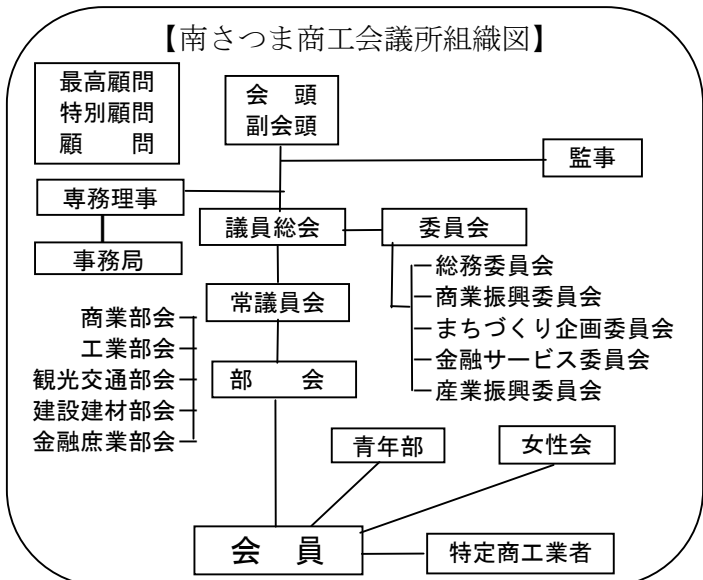 【南さつま商工会議所組織図】
最高顧問
特別顧問
顧　　問
会　頭
副会頭
監事
専務理事
事務局
議員総会
委員会
総務委員会
商業振興委員会
まちづくり企画委員会
金融サービス委員会
産業振興委員会
常議員会
商業部会
工業部会
観光交通部会
建設建材部会
金融庶業部会
部　　会
青年部
女性会
会　員
特定商工業者